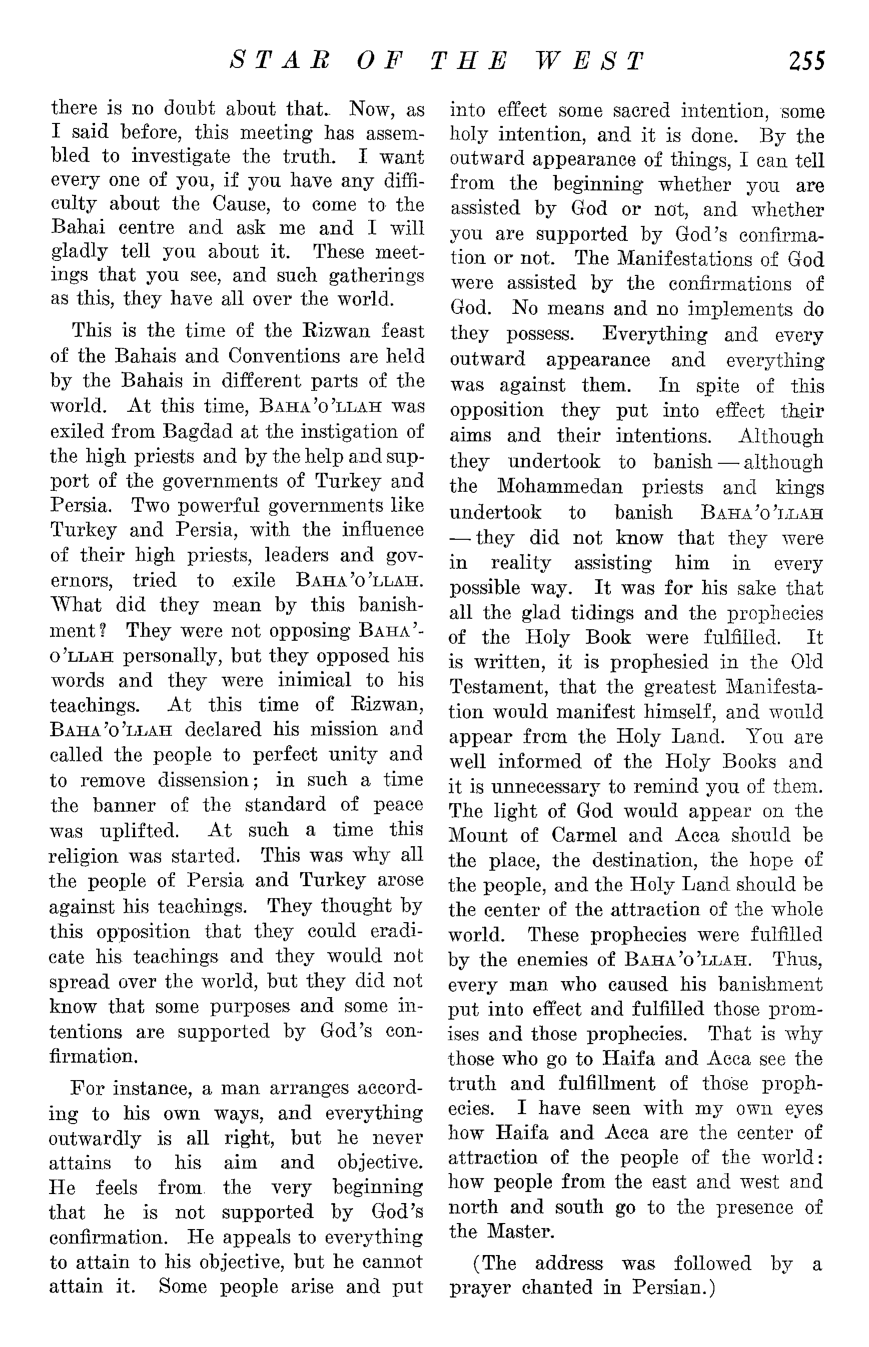 STAR OF THE WEST 255
there is no doubt about that. Now, as
I said before, this meeting has assem-
bled to investigate the truth. I want
every one of you, if you have any diffi-
culty about the Cause, to come to the
Bahai centre and ask me and I will
gladly tell you about it. These meet-
ings that you see, and such gatherings
as this, they have all over the world.
This is the time of the Rizwan feast
of the Bahais and Conventions are held
by the Bahais in different parts of the
world. At this time, BAHA'O'LLAH was
exiled from Bagdad at the instigation of
the high priests and by the help and sup-
port of the governments of Turkey and
Persia. Two powerful governments like
Turkey and Persia, with the influence
of their high priests, leaders and gov-
ernors, tried to exile BAHA'O'LLAH.
What did they mean by this banish-
ment? They were not opposing BAHA'-
O'LLAH personally, but they opposed his
words and they were inimical to his
teachings. At this time of Rizwan,
BAHA'O'LLAH declared his mission and
called the people to perfect unity and
to remove dissension; in such a time
the banner of the standard of peace
was uplifted. At such a time this
religion was started. This was why all
the people of Persia and Turkey arose
against his teachings. They thought by
this opposition that they could eradi-
cate his teachings and they would not
spread over the world, but they did not
know that some purposes and some in-
tentions are supported by God's con-
firmation.
For instance, a man arranges accord-
ing to his own ways, and everything
outwardly is all right, but he never
attains to his aim and objective.
He feels from the very beginning
that he is not supported by God's
confirmation. He appeals to everything
to attain to his objective, but he cannot
attain it. Some people arise and put
into effect some sacred intention, some
holy intention, and it is done. By the
outward appearance of things, I can tell
from the beginning whether you are
assisted by God or not, and whether
you are supported by God's confirma-
tion or not. The Manifestations of God
were assisted by the confirmations of
God. No means and no implements do
they possess. Everything and every
outward appearance and everything
was against them. In spite of this
opposition they put into effect their
aims and their intentions. Although
they undertook to banish — although
the Mohammedan priests and kings
undertook to banish BAHA'O'LLAH
— they did not know that they were
in reality assisting him in every
possible way. It was for his sake that
all the glad tidings and the prophecies
of the Holy Book were fulfilled. It
is written, it is prophesied in the Old
Testament, that the greatest Manifesta-
tion would manifest himself, and would
appear from the Holy Land. You are
well informed of the Holy Books and
it is unnecessary to remind you of them.
The light of God would appear on the
Mount of Carmel and Acca should be
the place, the destination, the hope of
the people, and the Holy Land should be
the center of the attraction of the whole
world. These prophecies were fulfilled
by the enemies of BAHA'O'LLAH. Thus,
every man who caused his banishment
put into effect and fulfilled those prom-
ises and those prophecies. That is why
those who go to Haifa and Acca see the
truth and fulfillment of those proph-
ecies. I have seen with my own eyes
how Haifa and Acca are the center of
attraction of the people of the world:
how people from the east and west and
north and south go to the presence of
the Master.
(The address was followed by a
prayer chanted in Persian.)